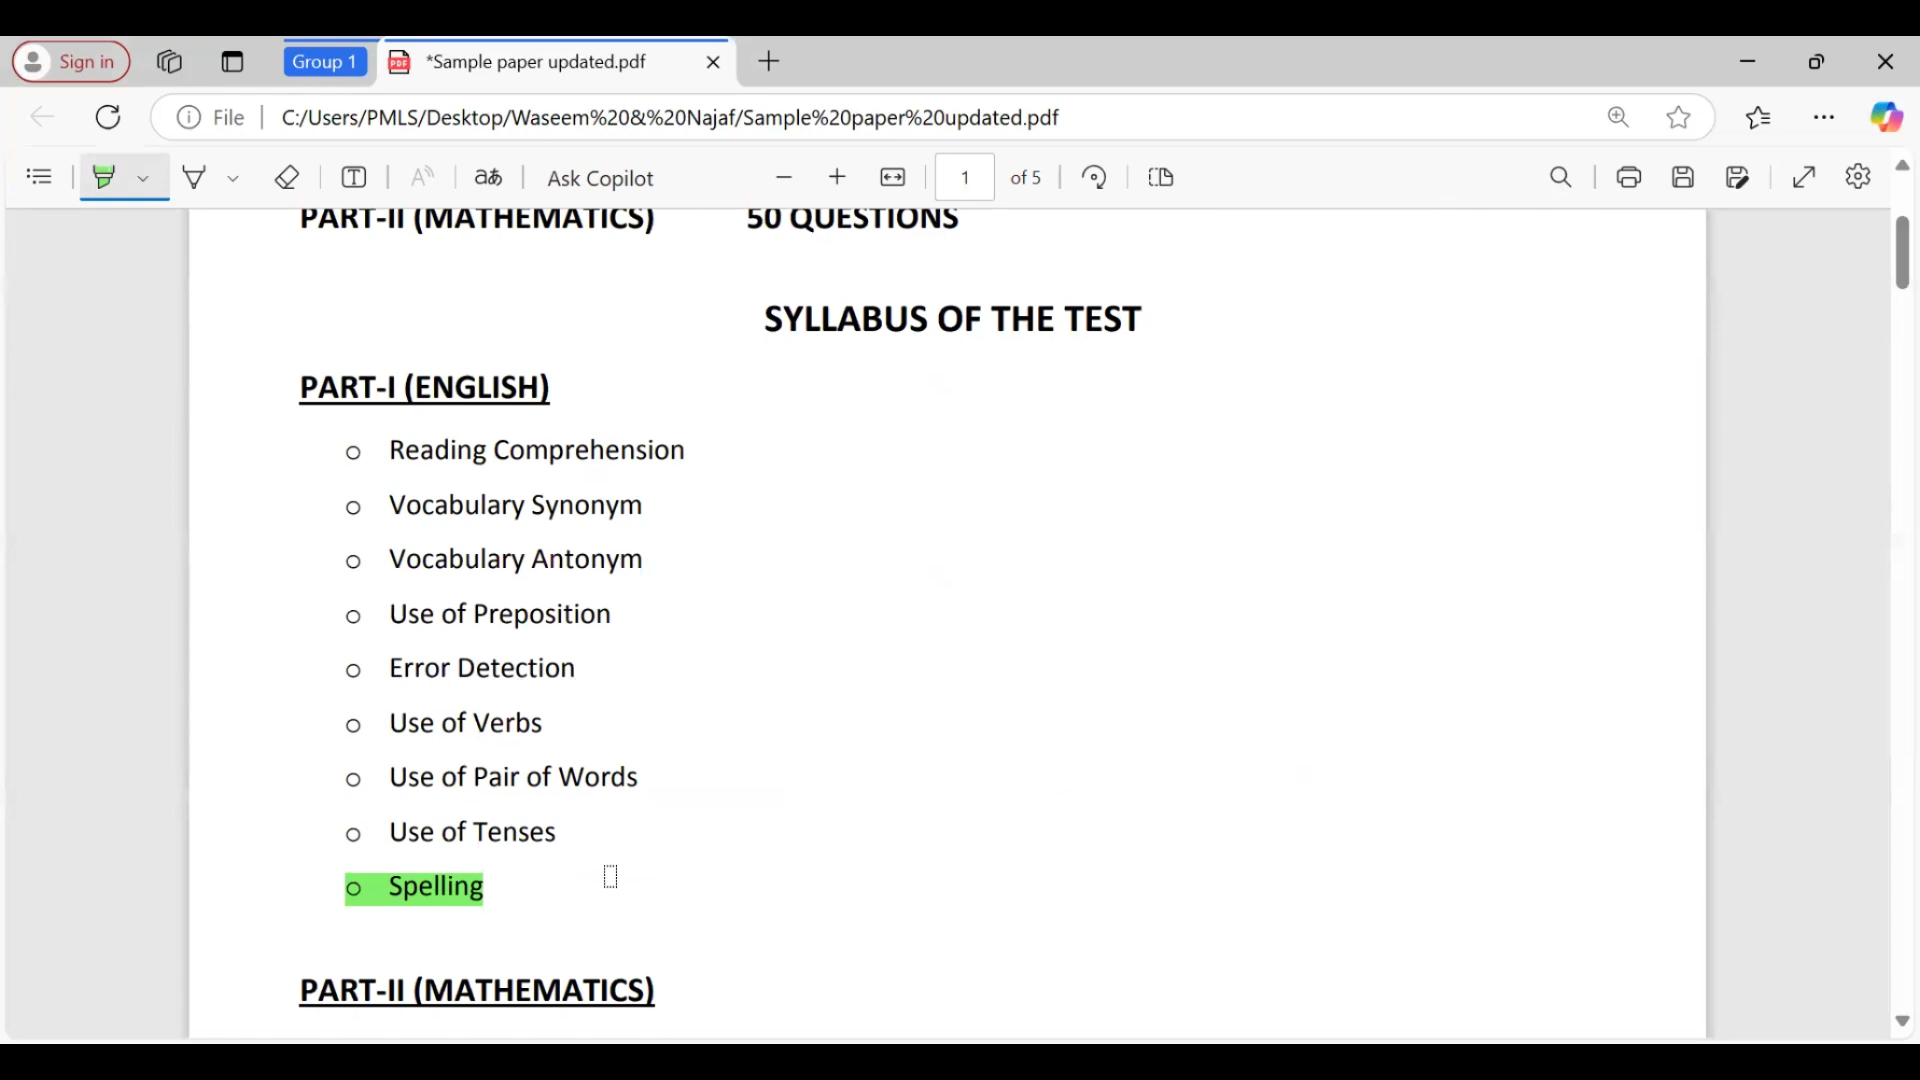 Sign in
Group 1
*Sample paper updated.pdf
File
C:/Users/PMLS/Desktop/Waseem%20&%20Najaf/Sample%20paper%20updated.pdf
aあ
Ask Copilot
1 of 5
PART-II (MATHEMATICS) 50 QUESTIONS
SYLLABUS OF THE TEST
PART-I (ENGLISH)
o Reading Comprehension
o Vocabulary Synonym
o Vocabulary Antonym
o Use of Preposition
o Error Detection
o Use of Verbs
o Use of Pair of Words
o Use of Tenses
o Spelling
PART-II (MATHEMATICS)